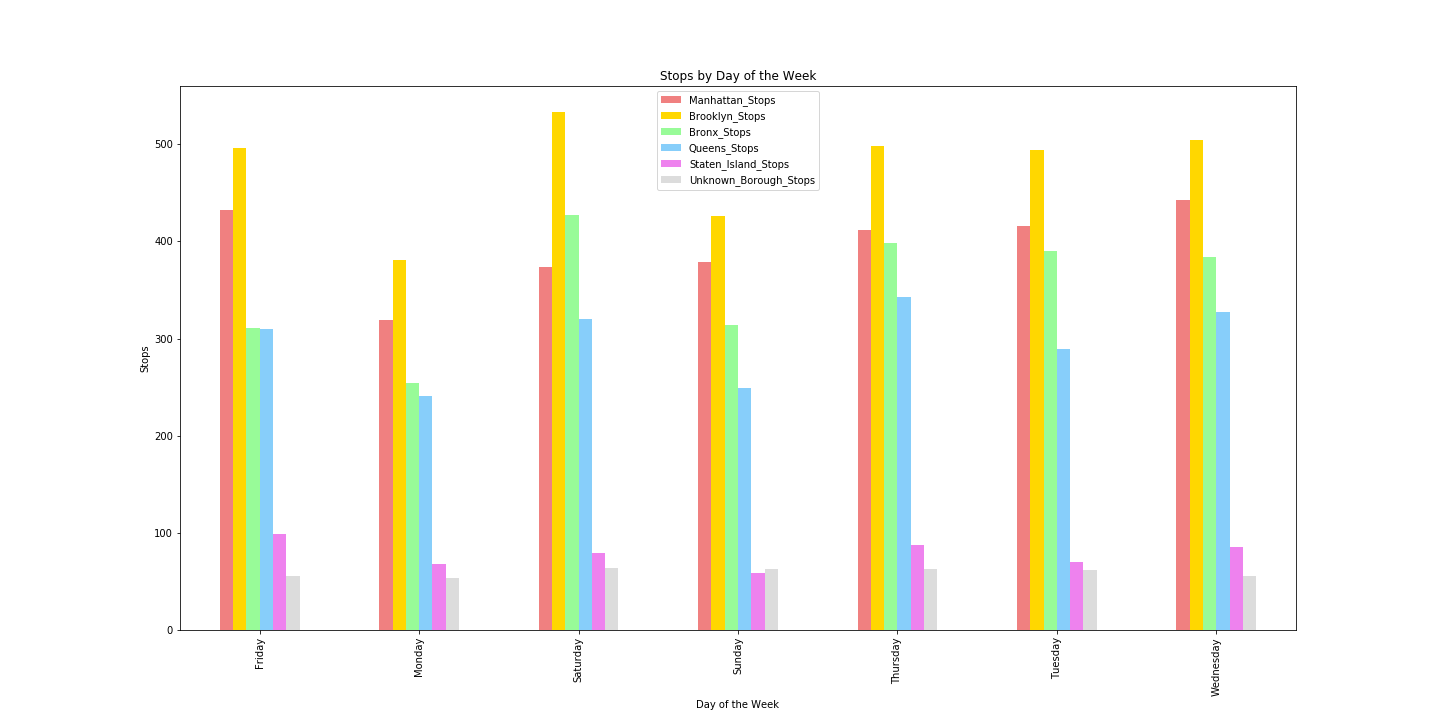 Stops by Day of the Week
Manhattan_Stops
Brooklyn_Stops
Bronx_Stops
Queens_Stops
Staten_Island_Stops
Unknown_Borough_Stops
500
400
300
200
100
0
Stops
Friday
Monday
Saturday
Sunday
Thursday
Tuesday
Wednesday
Day of the Week